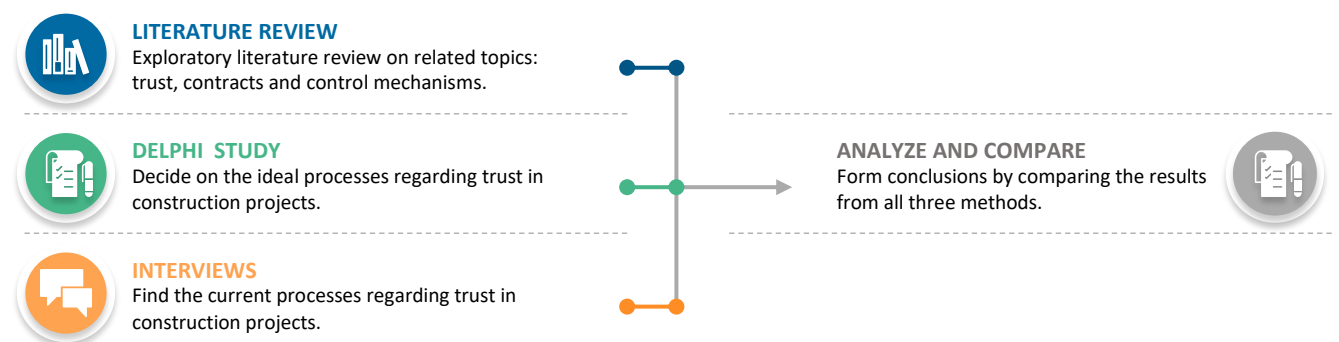 LITERATURE REVIEW
Exploratory literature review on related topics:
trust, contracts and control mechanisms.
DELPHI STUDY
Decide on the ideal processes regarding trust in
construction projects.
INTERVIEWS
Find the current processes regarding trust in
construction projects.
ANALYZE AND COMPARE
Form conclusions by comparing the results
from all three methods.